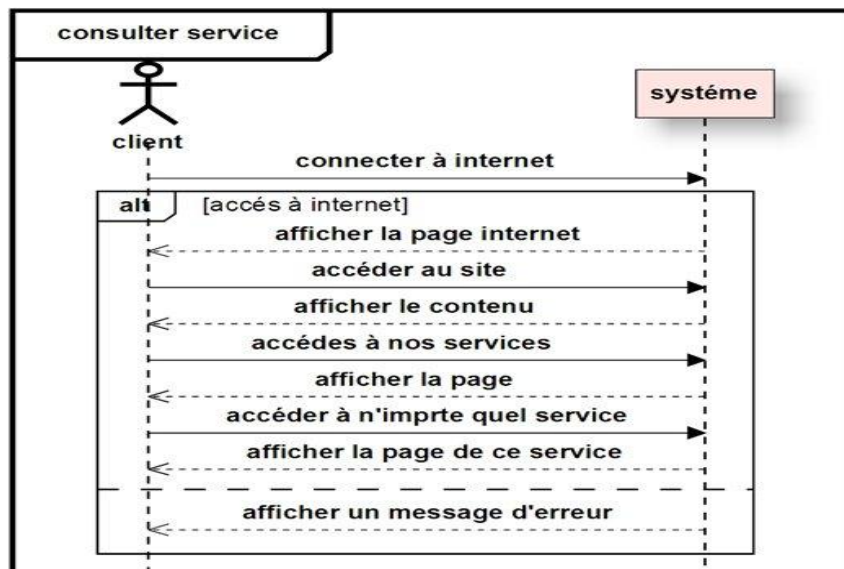 consulter service
systéme
client
connecter à internet
alt [accés à internet]
afficher la page internet
accéder au site
afficher le contenu
accédes à nos services
afficher la page
accéder à n'imprte quel service
afficher la page de ce service
afficher un message d'erreur